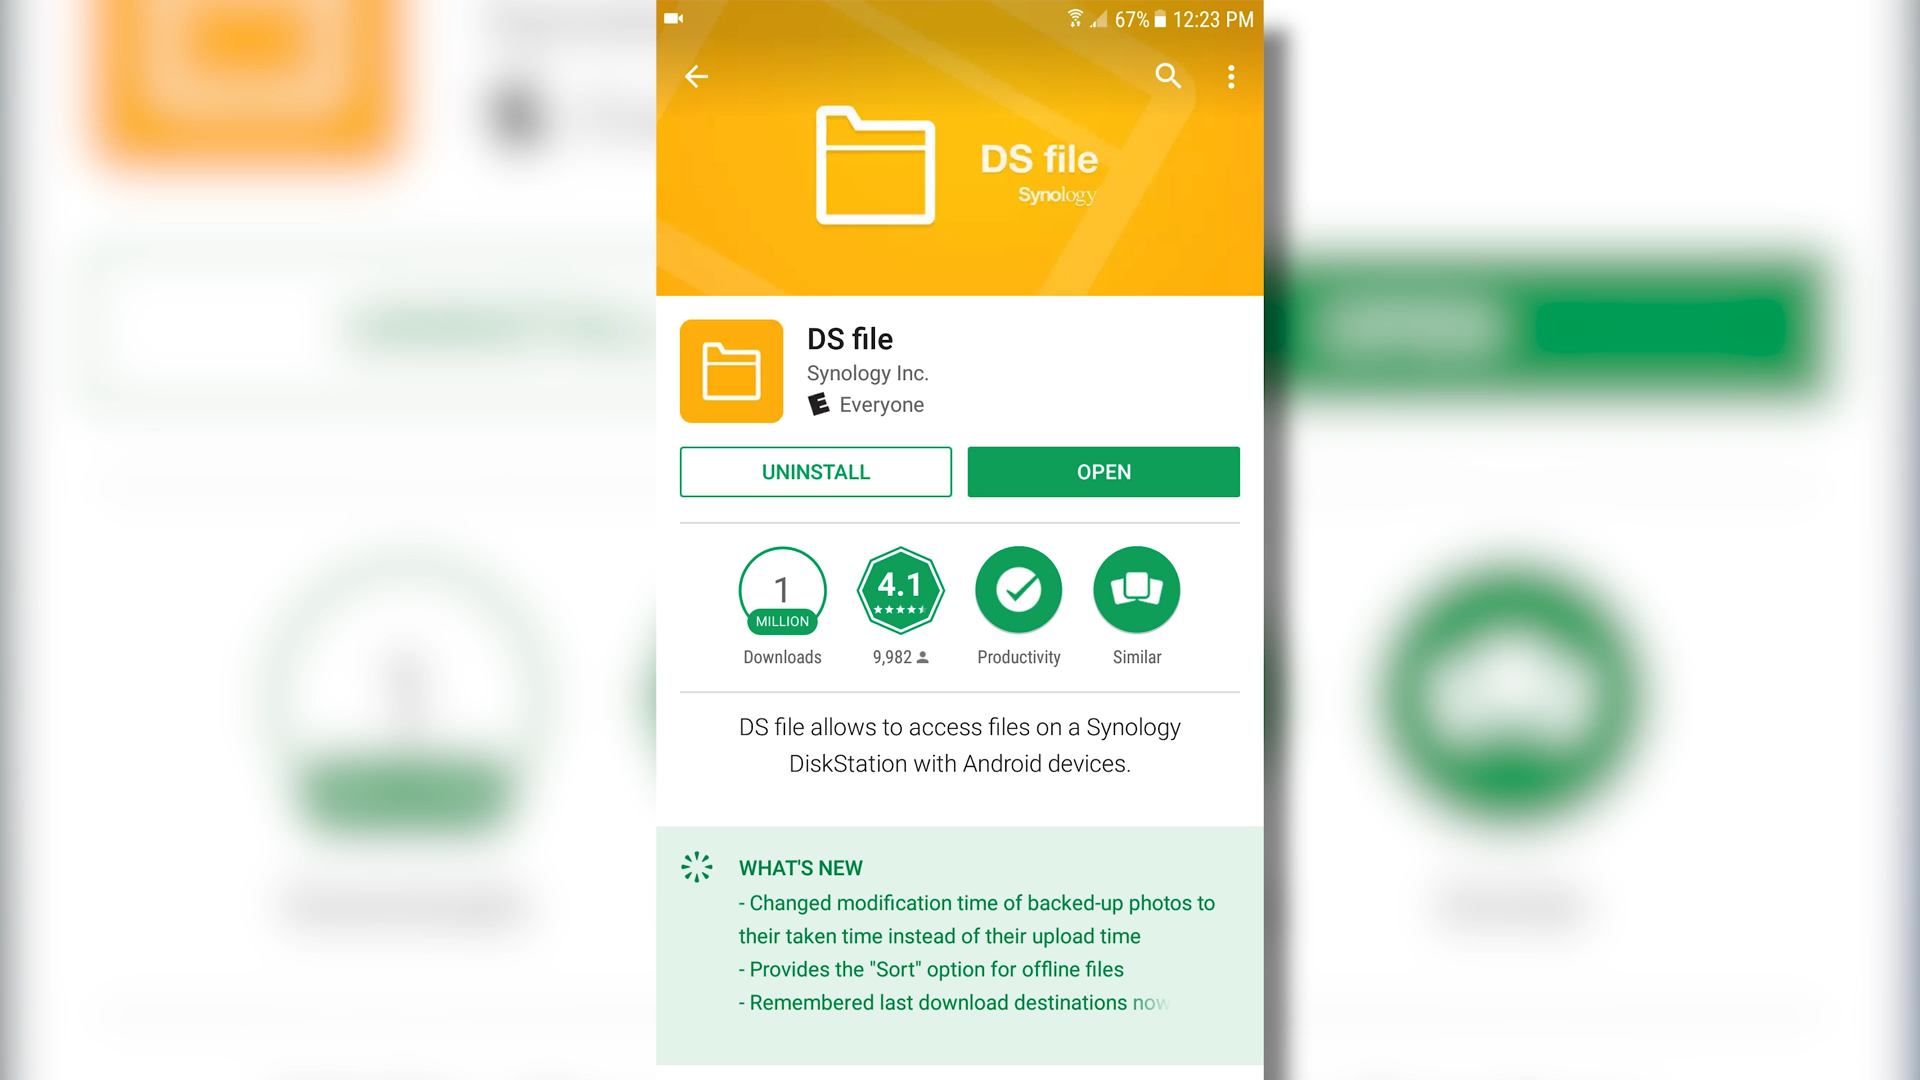 67% 12:23 PM
DS file
Synology
DS file
Synology Inc.
E Everyone
UNINSTALL
OPEN
1
MILLION
4.1
Downloads
9,982
Productivity
Similar
DS file allows to access files on a Synology
DiskStation with Android devices.
WHAT'S NEW
- Changed modification time of backed-up photos to
their taken time instead of their upload time
- Provides the "Sort" option for offline files
- Remembered last download destinations now